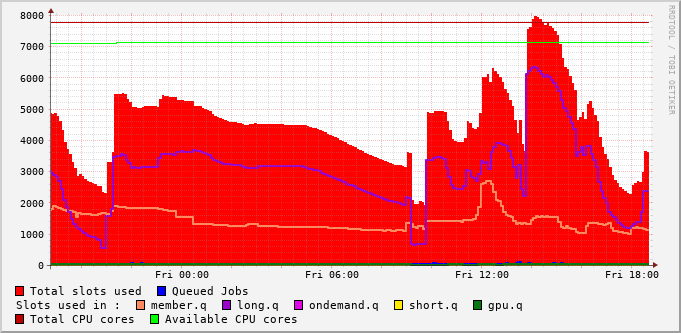 8000
7000
6000
5000
4000
3000
2000
1000
0
Fri 00:00 Fri 06:00 Fri 12:00 Fri 18:00
RRDTOOL / TOBI OETIKER
Total slots used Queued Jobs
Slots used in : member.q long.q ondemand.q short.q gpu.q
Total CPU cores Available CPU cores